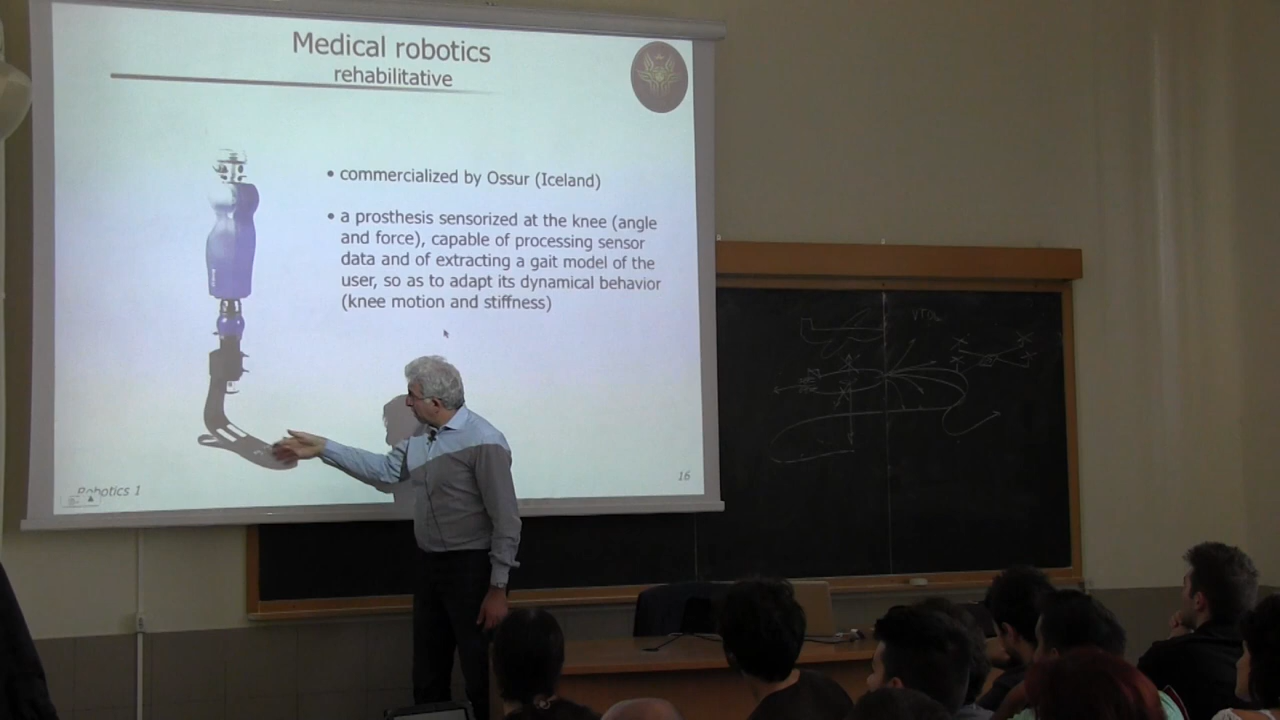 Medical robotics
rehabilitative
• commercialized by Ossur (Iceland)
• a prosthesis sensorized at the knee (angle
and force), capable of processing sensor
data and of extracting a gait model of the
user, so as to adapt its dynamical behavior
(knee motion and stiffness)
Robotics 1
16